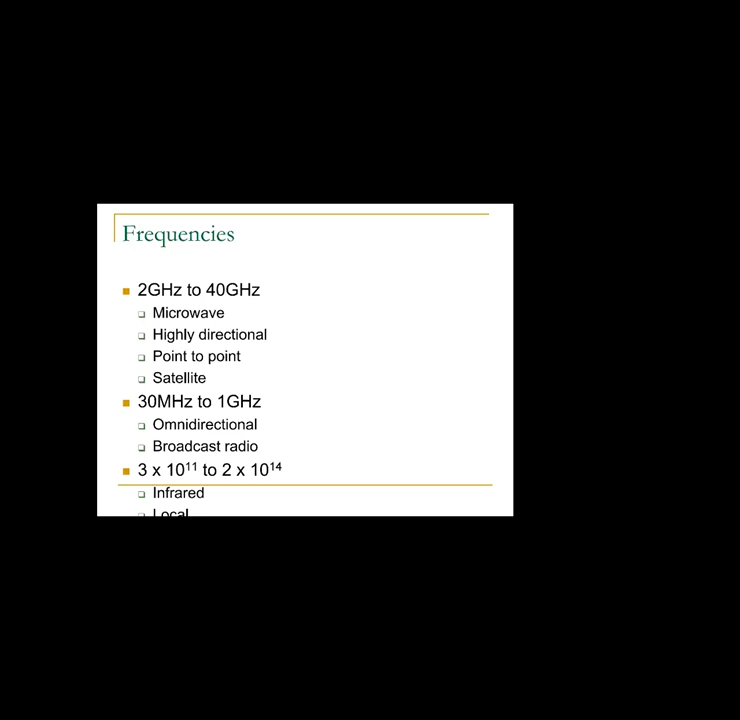 Frequencies
2GHz to 40GHz
Microwave
Highly directional
Point to point
Satellite
30MHz to 1GHz
Omnidirectional
Broadcast radio
3 x 10¹¹ to 2 x 10¹⁴
Infrared
Local